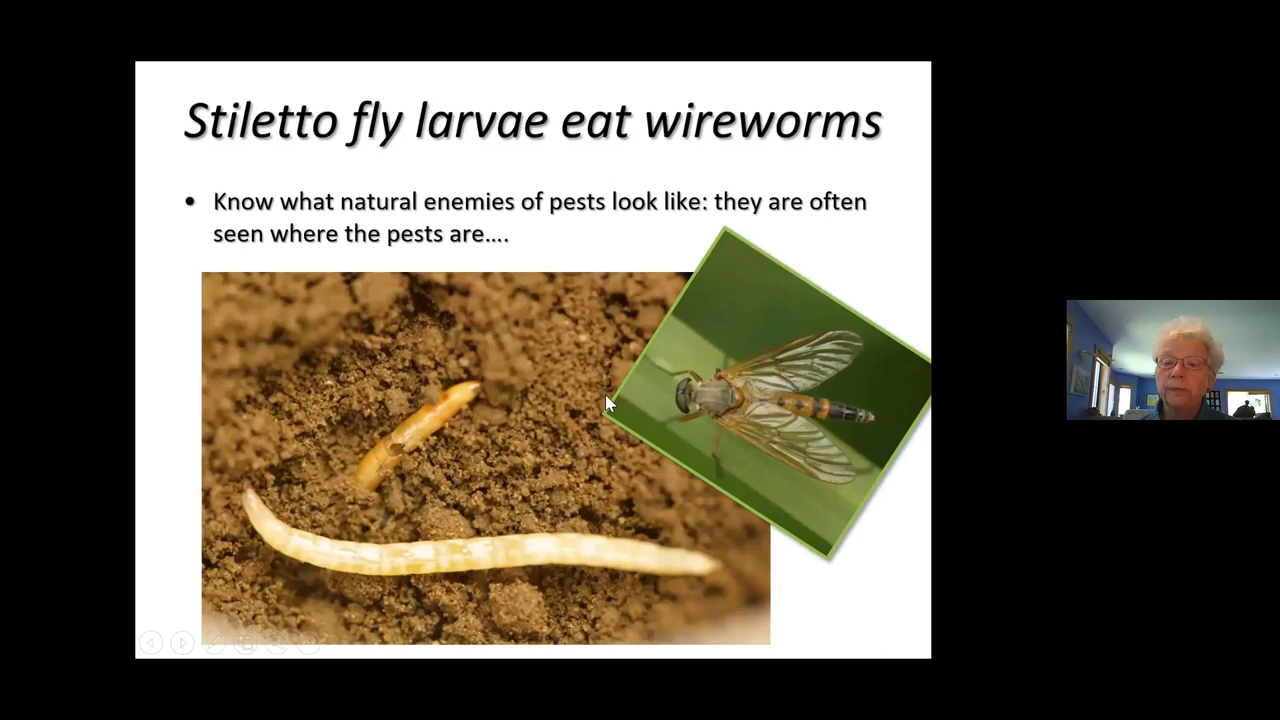 Stiletto fly larvae eat wireworms
• Know what natural enemies of pests look like: they are often
seen where the pests are....